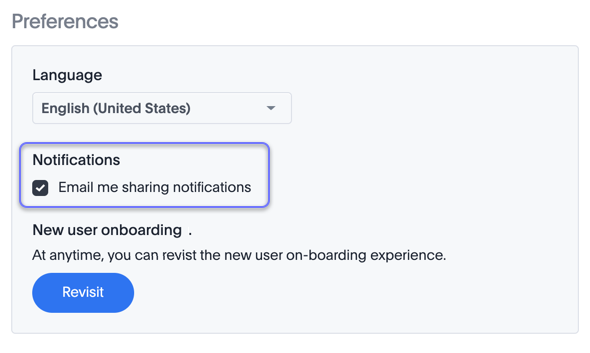 Preferences
Language
English (United States)
Notifications
Email me sharing notifications
New user onboarding .
At anytime, you can revist the new user on-boarding experience.
Revisit